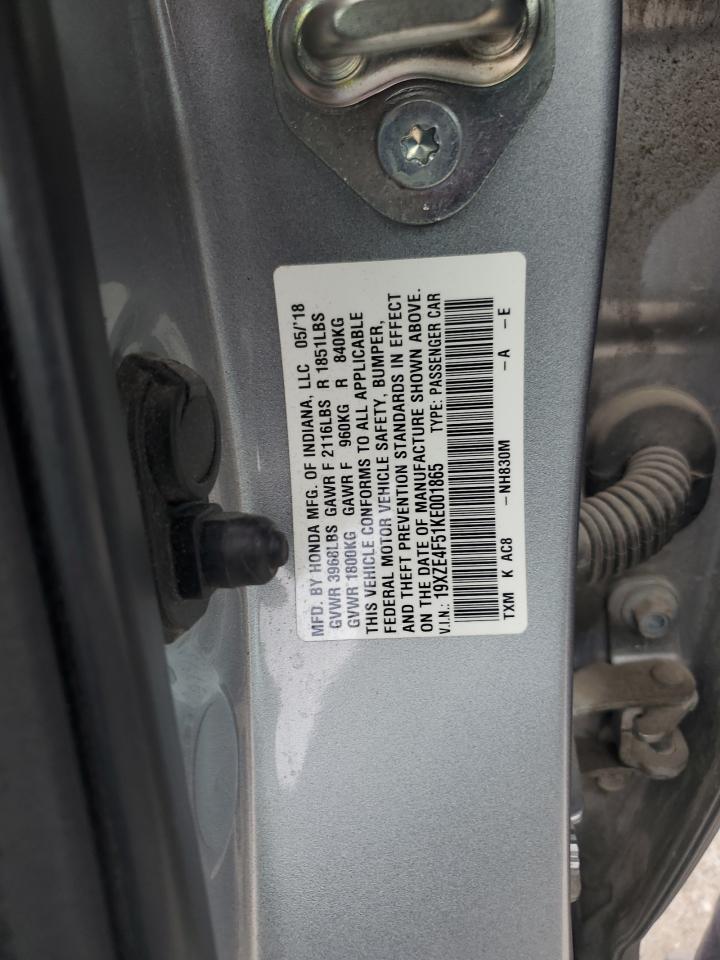 MFD. BY HONDA MFG. OF INDIANA, LLC 05/'18
GVWR 3968LBS GAWR F 2116LBS R 1851LBS
GVWR 1800KG GAWR F 960KG R 840KG
THIS VEHICLE CONFORMS TO ALL APPLICABLE
FEDERAL MOTOR VEHICLE SAFETY, BUMPER,
AND THEFT PREVENTION STANDARDS IN EFFECT
ON THE DATE OF MANUFACTURE SHOWN ABOVE.
V.I.N.: 19XZE4F51KE001865 TYPE: PASSENGER CAR
TXM K AC8 - NH830M - A - E